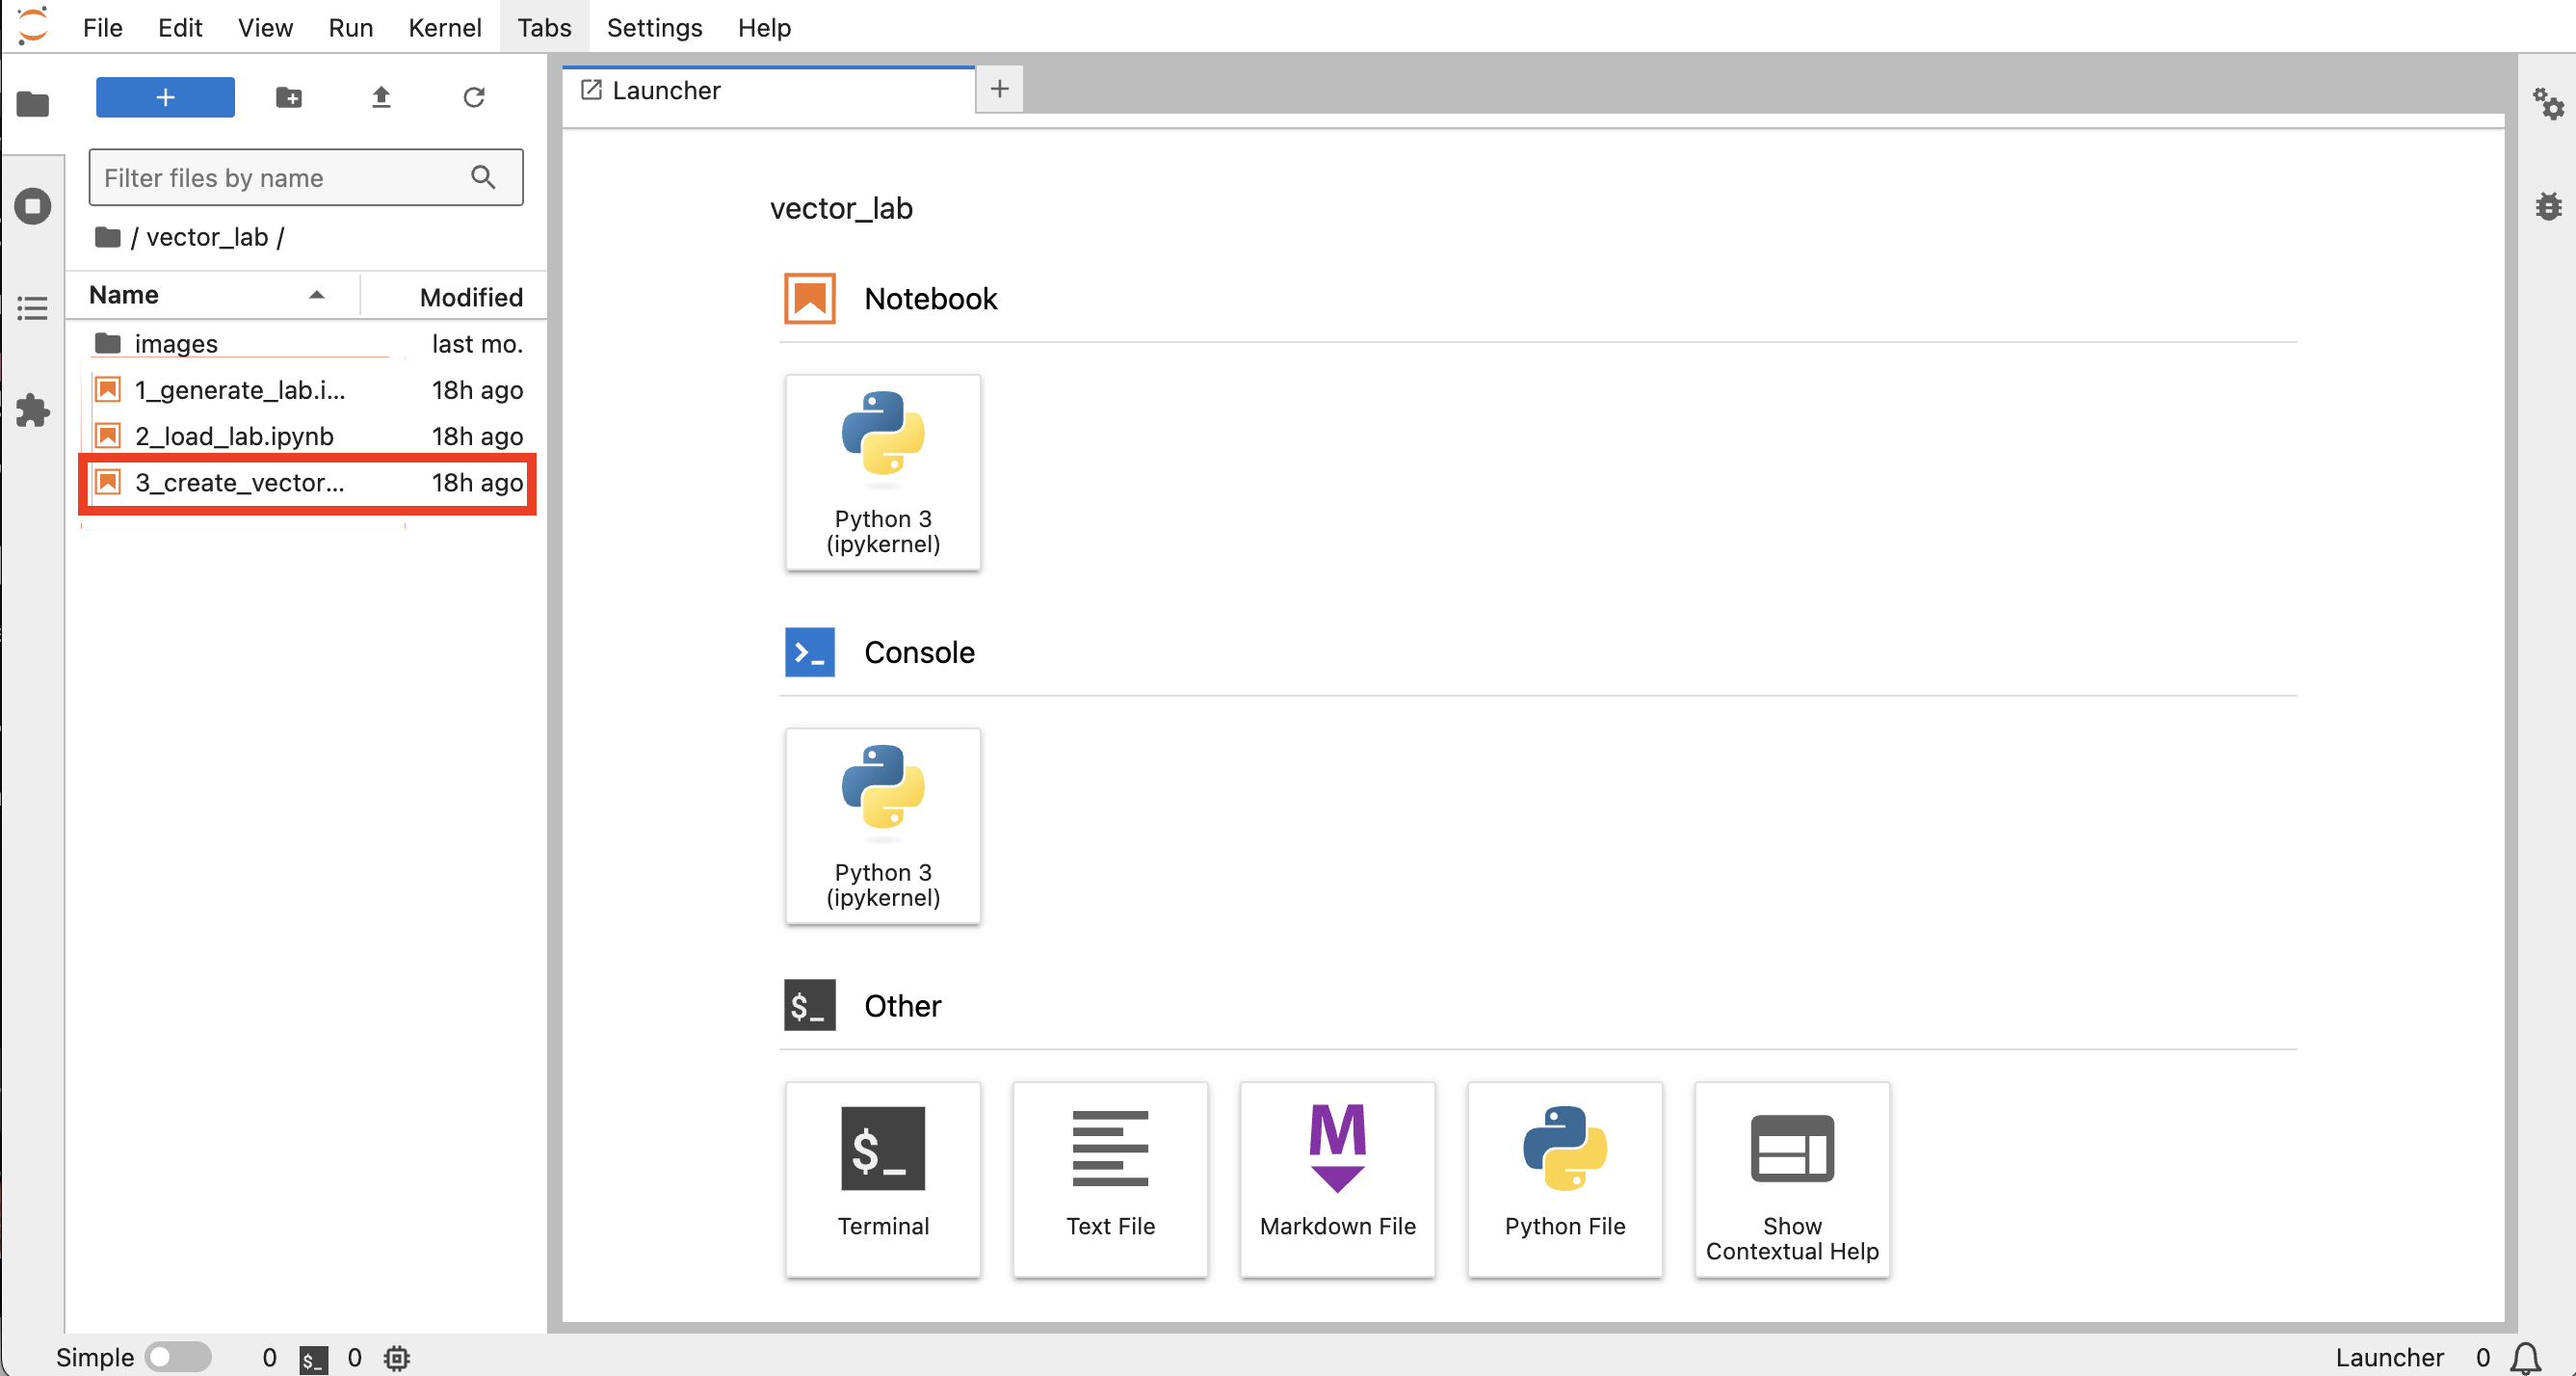 File Edit View Run Kernel Tabs Settings Help
+
Launcher
+
Filter files by name
/ vector_lab /
Name Modified
images last mo.
1_generate_lab.i... 18h ago
2_load_lab.ipynb 18h ago
3_create_vector... 18h ago
vector_lab
Notebook
Python 3
(ipykernel)
>_ Console
Python 3
(ipykernel)
$_ Other
$_
M
Terminal
Text File
Markdown File
Python File
Show
Contextual Help
Simple 0 $_ 0
Launcher 0